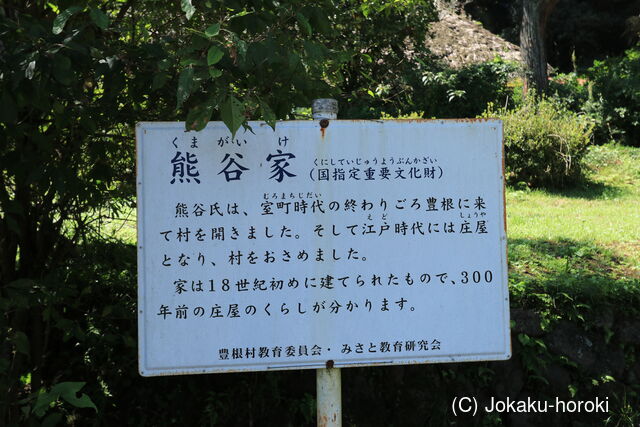 くまがいけ
熊谷家
くにしていじゅうようぶんかざい
(国指定重要文化財)
むろまちじだい
熊谷氏は、室町時代の終わりごろ豊根に来
えど しょうや
て村を開きました。そして江戸時代には庄屋
となり、村をおさめました。
家は18世紀初めに建てられたもので、300
年前の庄屋のくらしが分かります。
豊根村教育委員会・みさと教育研究会
(C) Jokaku-horoki